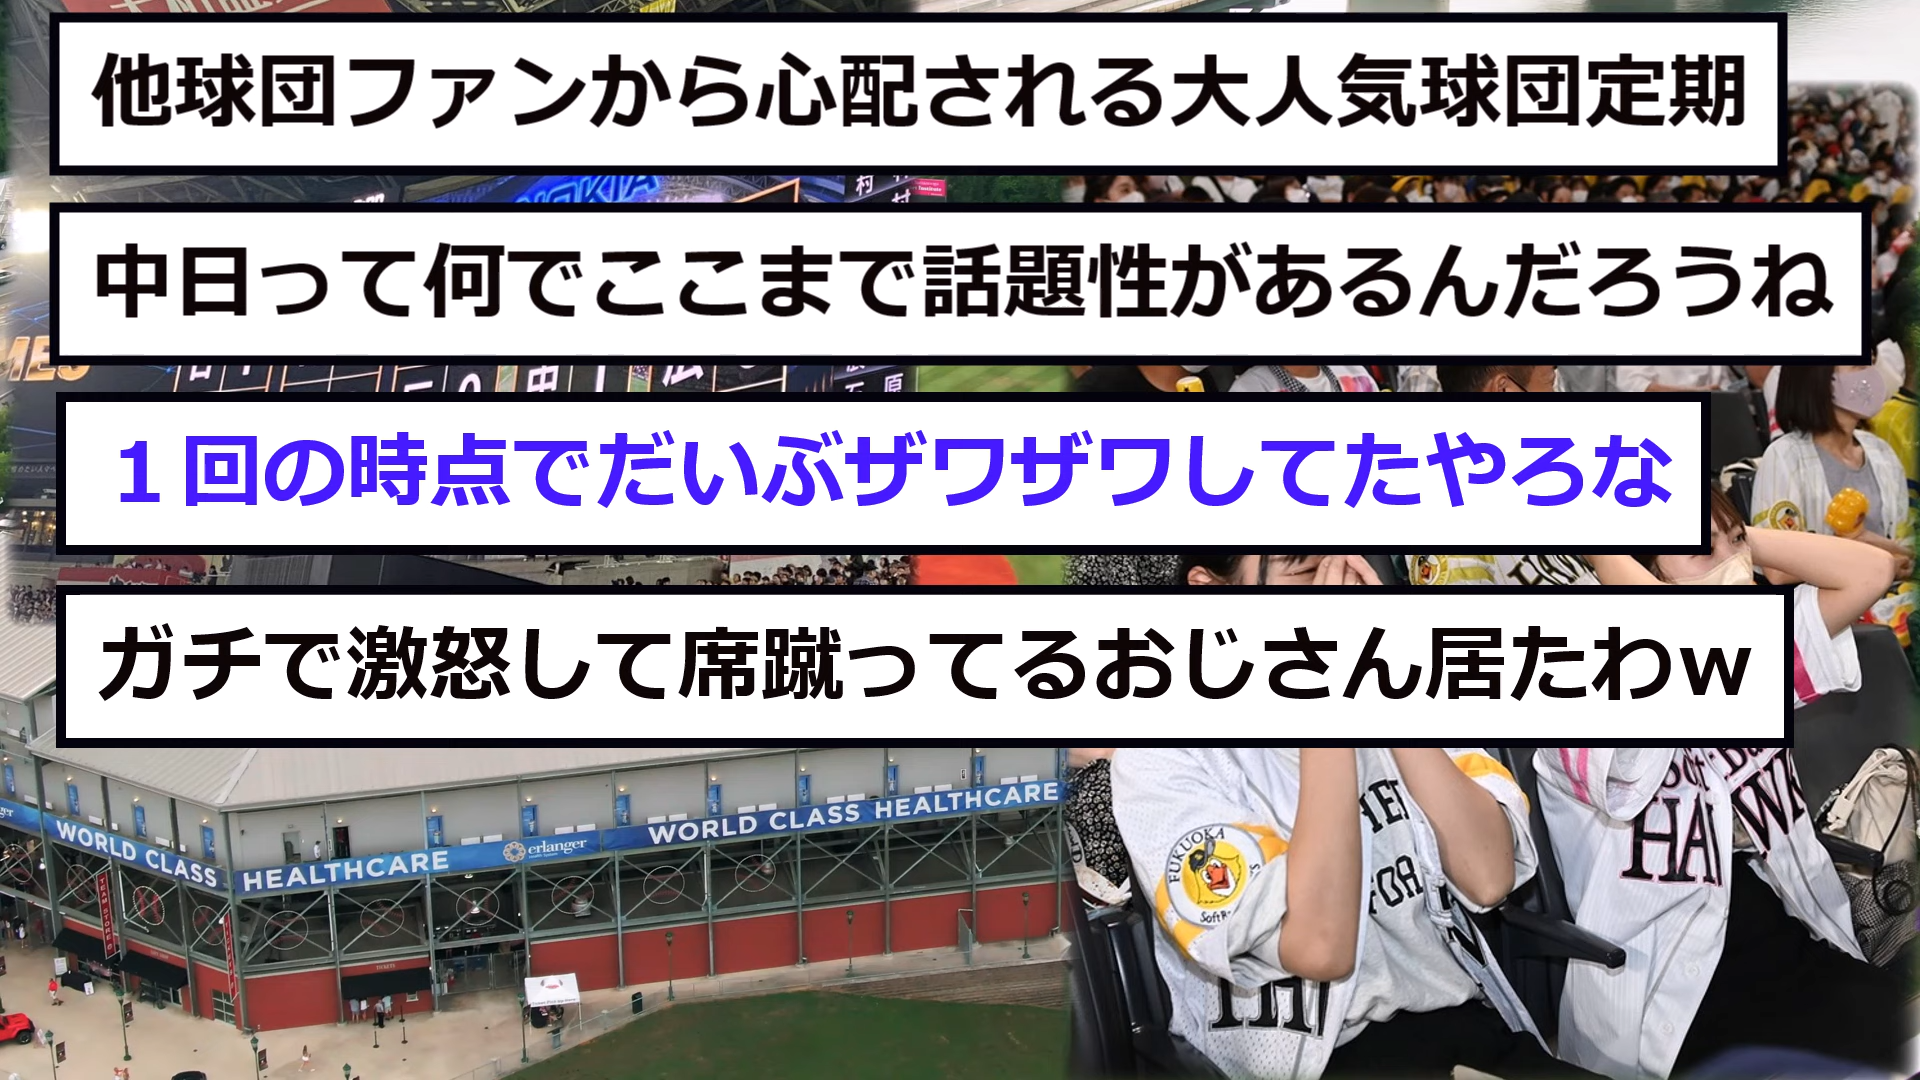 他球団ファンから心配される大人気球団定期
中日って何でここまで話題性があるんだろうね
１回の時点でだいぶザワザワしてたやろな
ガチで激怒して席蹴ってるおじさん居たわｗ
WORLD CLASS HEALTHCARE
erlanger
WORLD CLASS HEALTHCARE
TEAM STORE
FUKUOKA